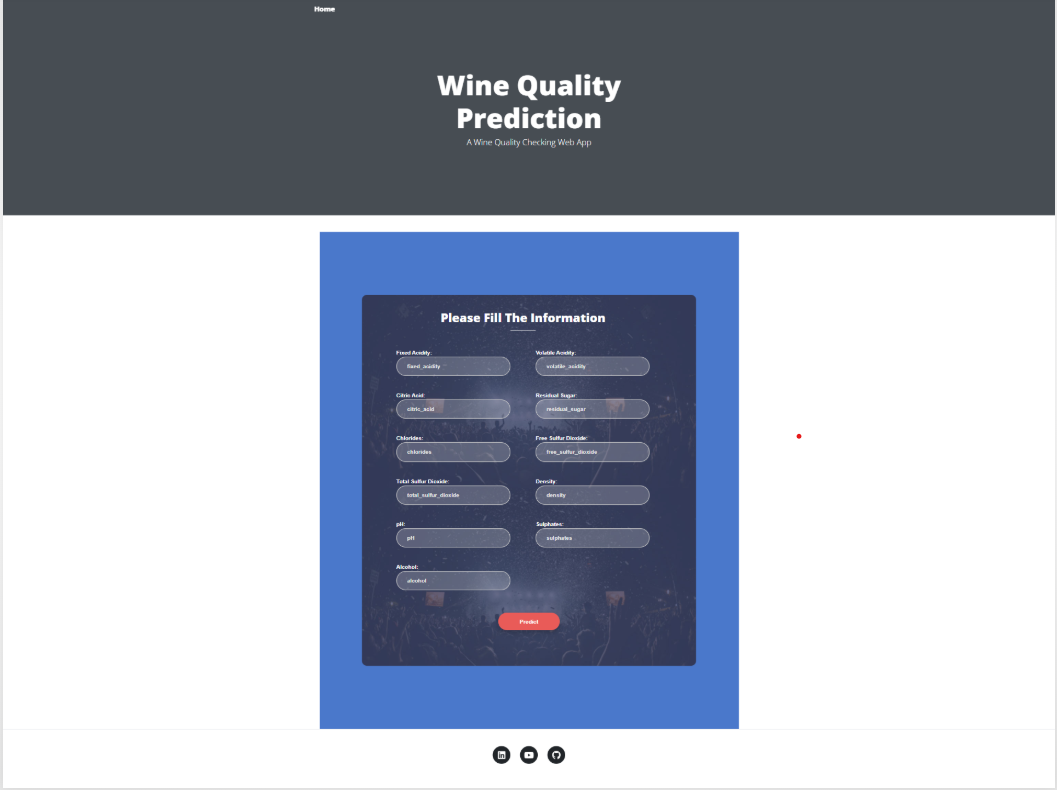 Home
Wine Quality
Prediction
A Wine Quality Checking Web App
Please Fill The Information
Fixed Acidity:
fixed_acidity
Volatile Acidity:
volatile_acidity
Citric Acid:
citric_acid
Residual Sugar:
residual_sugar
Chlorides:
chlorides
Free Sulfur Dioxide:
free_sulfur_dioxide
Total Sulfur Dioxide:
total_sulfur_dioxide
Density:
density
pH:
pH
Sulphates:
sulphates
Alcohol:
alcohol
Predict